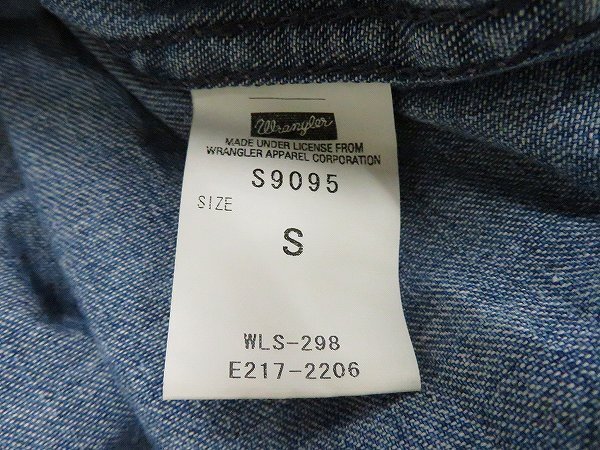 Wrangler
MADE UNDER LICENSE FROM
WRANGLER APPAREL CORPORATION
S9095
SIZE
S
WLS-298
E217-2206